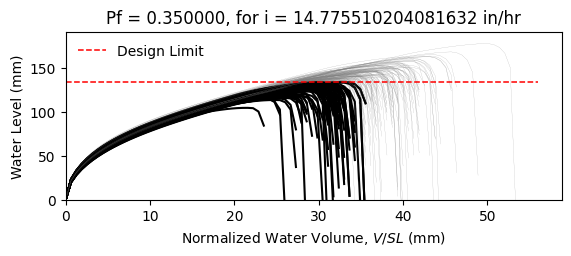 Pf = 0.350000, for i = 14.775510204081632 in/hr
Design Limit
Water Level (mm)
150
100
50
0
0 10 20 30 40 50
Normalized Water Volume, V/SL (mm)